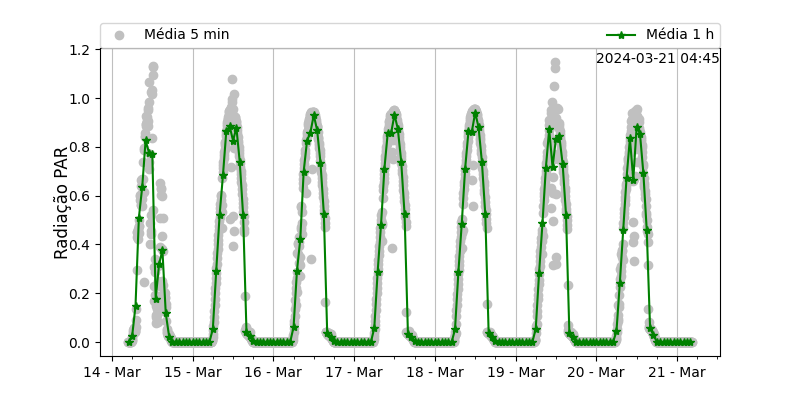 Média 5 min
Média 1 h
2024-03-21 04:45
Radiação PAR
1.2
1.0
0.8
0.6
0.4
0.2
0.0
14 - Mar
15 - Mar
16 - Mar
17 - Mar
18 - Mar
19 - Mar
20 - Mar
21 - Mar